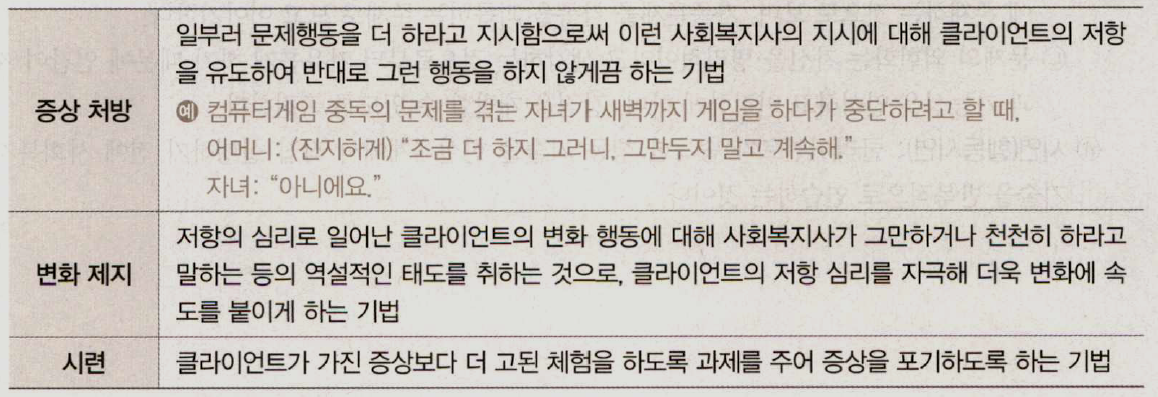 증상 처방
일부러 문제행동을 더 하라고 지시함으로써 이런 사회복지사의 지시에 대해 클라이언트의 저항
을 유도하여 반대로 그런 행동을 하지 않게끔 하는 기법
예 컴퓨터게임 중독의 문제를 겪는 자녀가 새벽까지 게임을 하다가 중단하려고 할 때,
어머니: (진지하게) “조금 더 하지 그러니, 그만두지 말고 계속해.”
자녀: “아니에요.”
변화 제지
저항의 심리로 일어난 클라이언트의 변화 행동에 대해 사회복지사가 그만하거나 천천히 하라고
말하는 등의 역설적인 태도를 취하는 것으로, 클라이언트의 저항 심리를 자극해 더욱 변화에 속
도를 붙이게 하는 기법
시련
클라이언트가 가진 증상보다 더 고된 체험을 하도록 과제를 주어 증상을 포기하도록 하는 기법